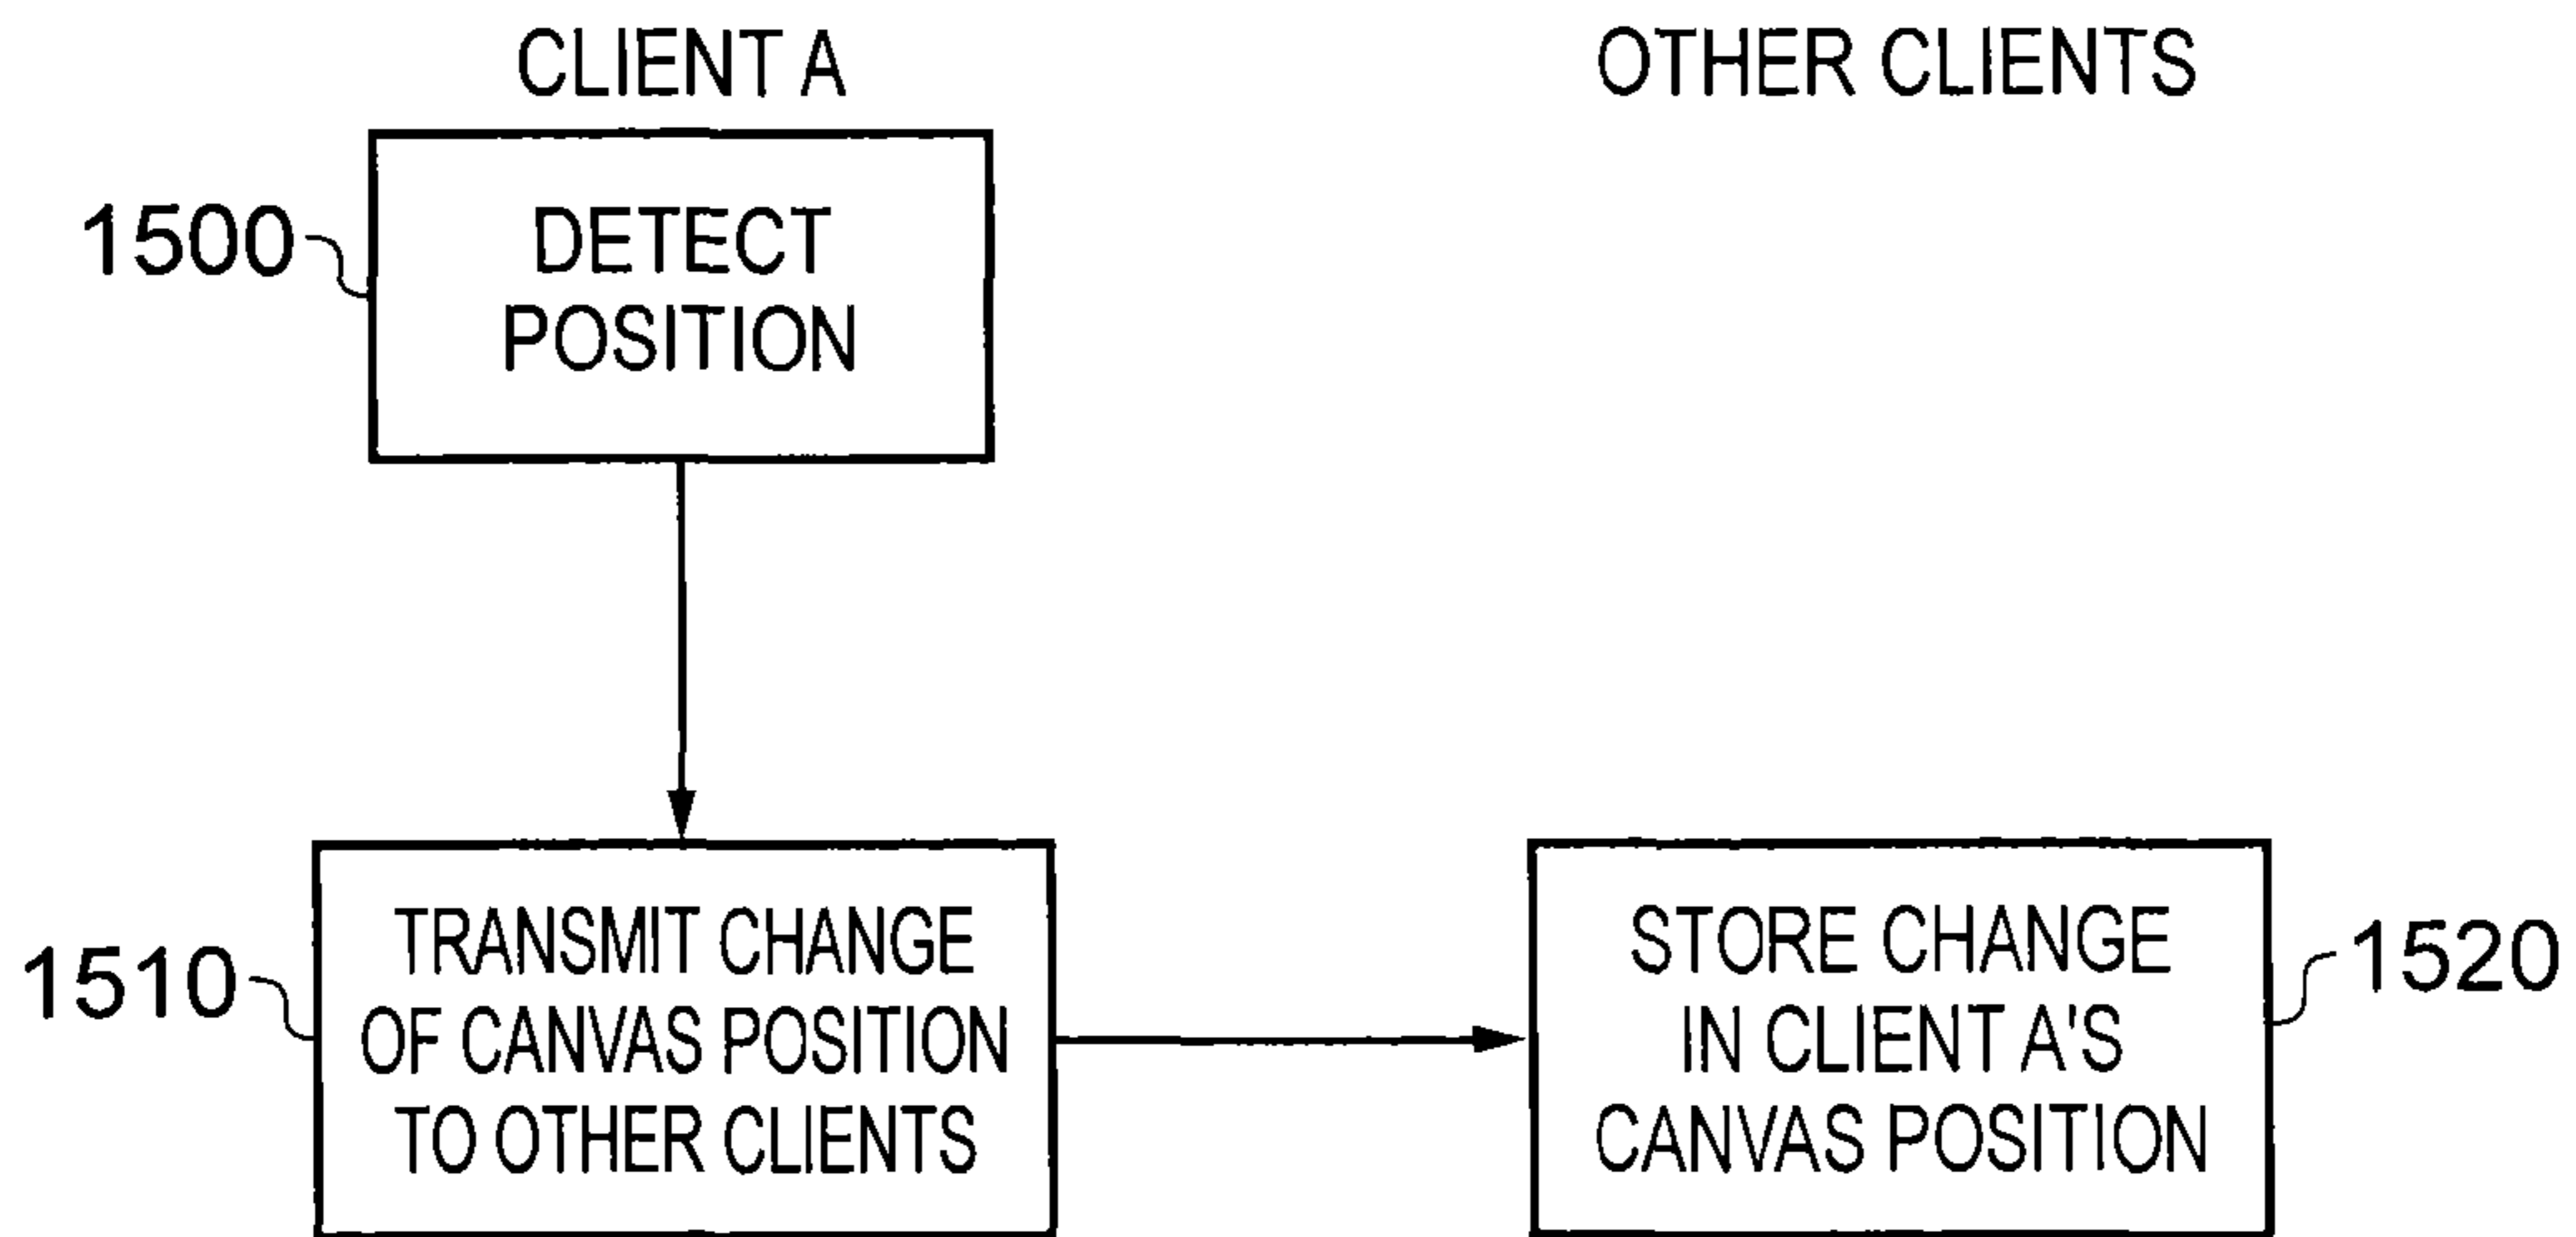 CLIENT A
OTHER CLIENTS
1500
DETECT
POSITION
1510
TRANSMIT CHANGE
OF CANVAS POSITION
TO OTHER CLIENTS
STORE CHANGE
IN CLIENT A'S
CANVAS POSITION
1520